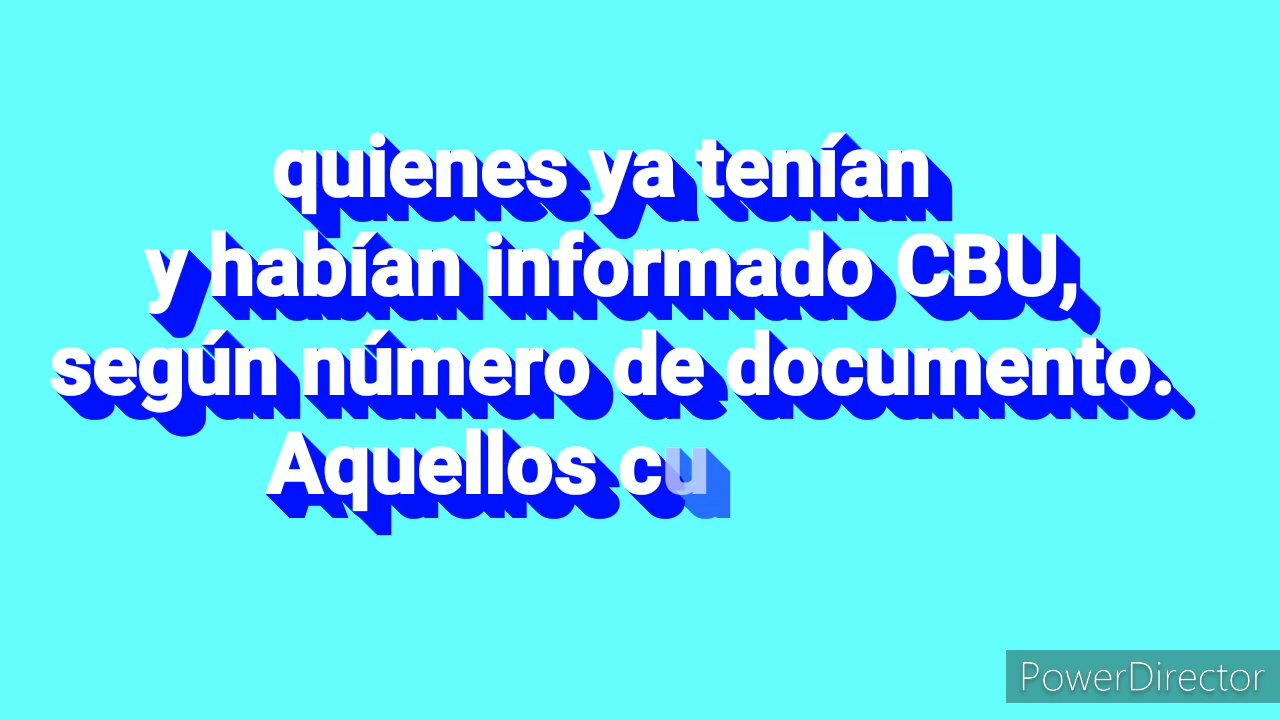 quienes ya tenían
y habían informado CBU,
según número de documento.
Aquellos cu
PowerDirector